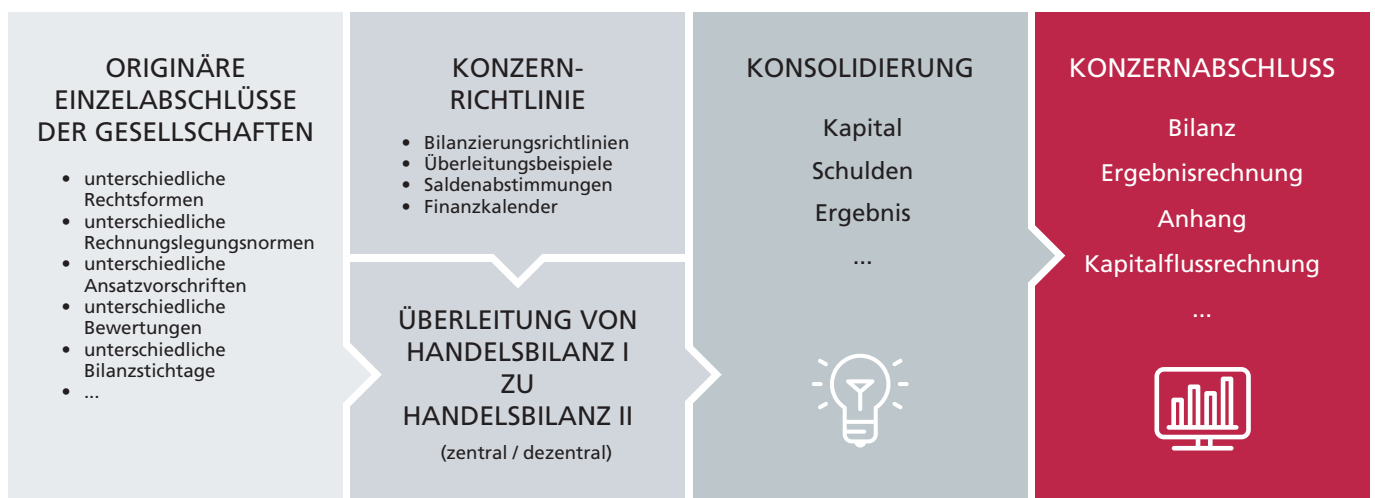 ORIGINÄRE
EINZELABSCHLÜSSE
DER GESELLSCHAFTEN
• unterschiedliche
Rechtsformen
• unterschiedliche
Rechnungslegungsnormen
• unterschiedliche
Ansatzvorschriften
• unterschiedliche
Bewertungen
• unterschiedliche
Bilanzstichtage
• ...
KONZERN-
RICHTLINIE
• Bilanzierungsrichtlinien
• Überleitungsbeispiele
• Saldenabstimmungen
• Finanzkalender
ÜBERLEITUNG VON
HANDELSBILANZ I
ZU
HANDELSBILANZ II
(zentral / dezentral)
KONSOLIDIERUNG
Kapital
Schulden
Ergebnis
...
KONZERNABSCHLUSS
Bilanz
Ergebnisrechnung
Anhang
Kapitalflussrechnung
...